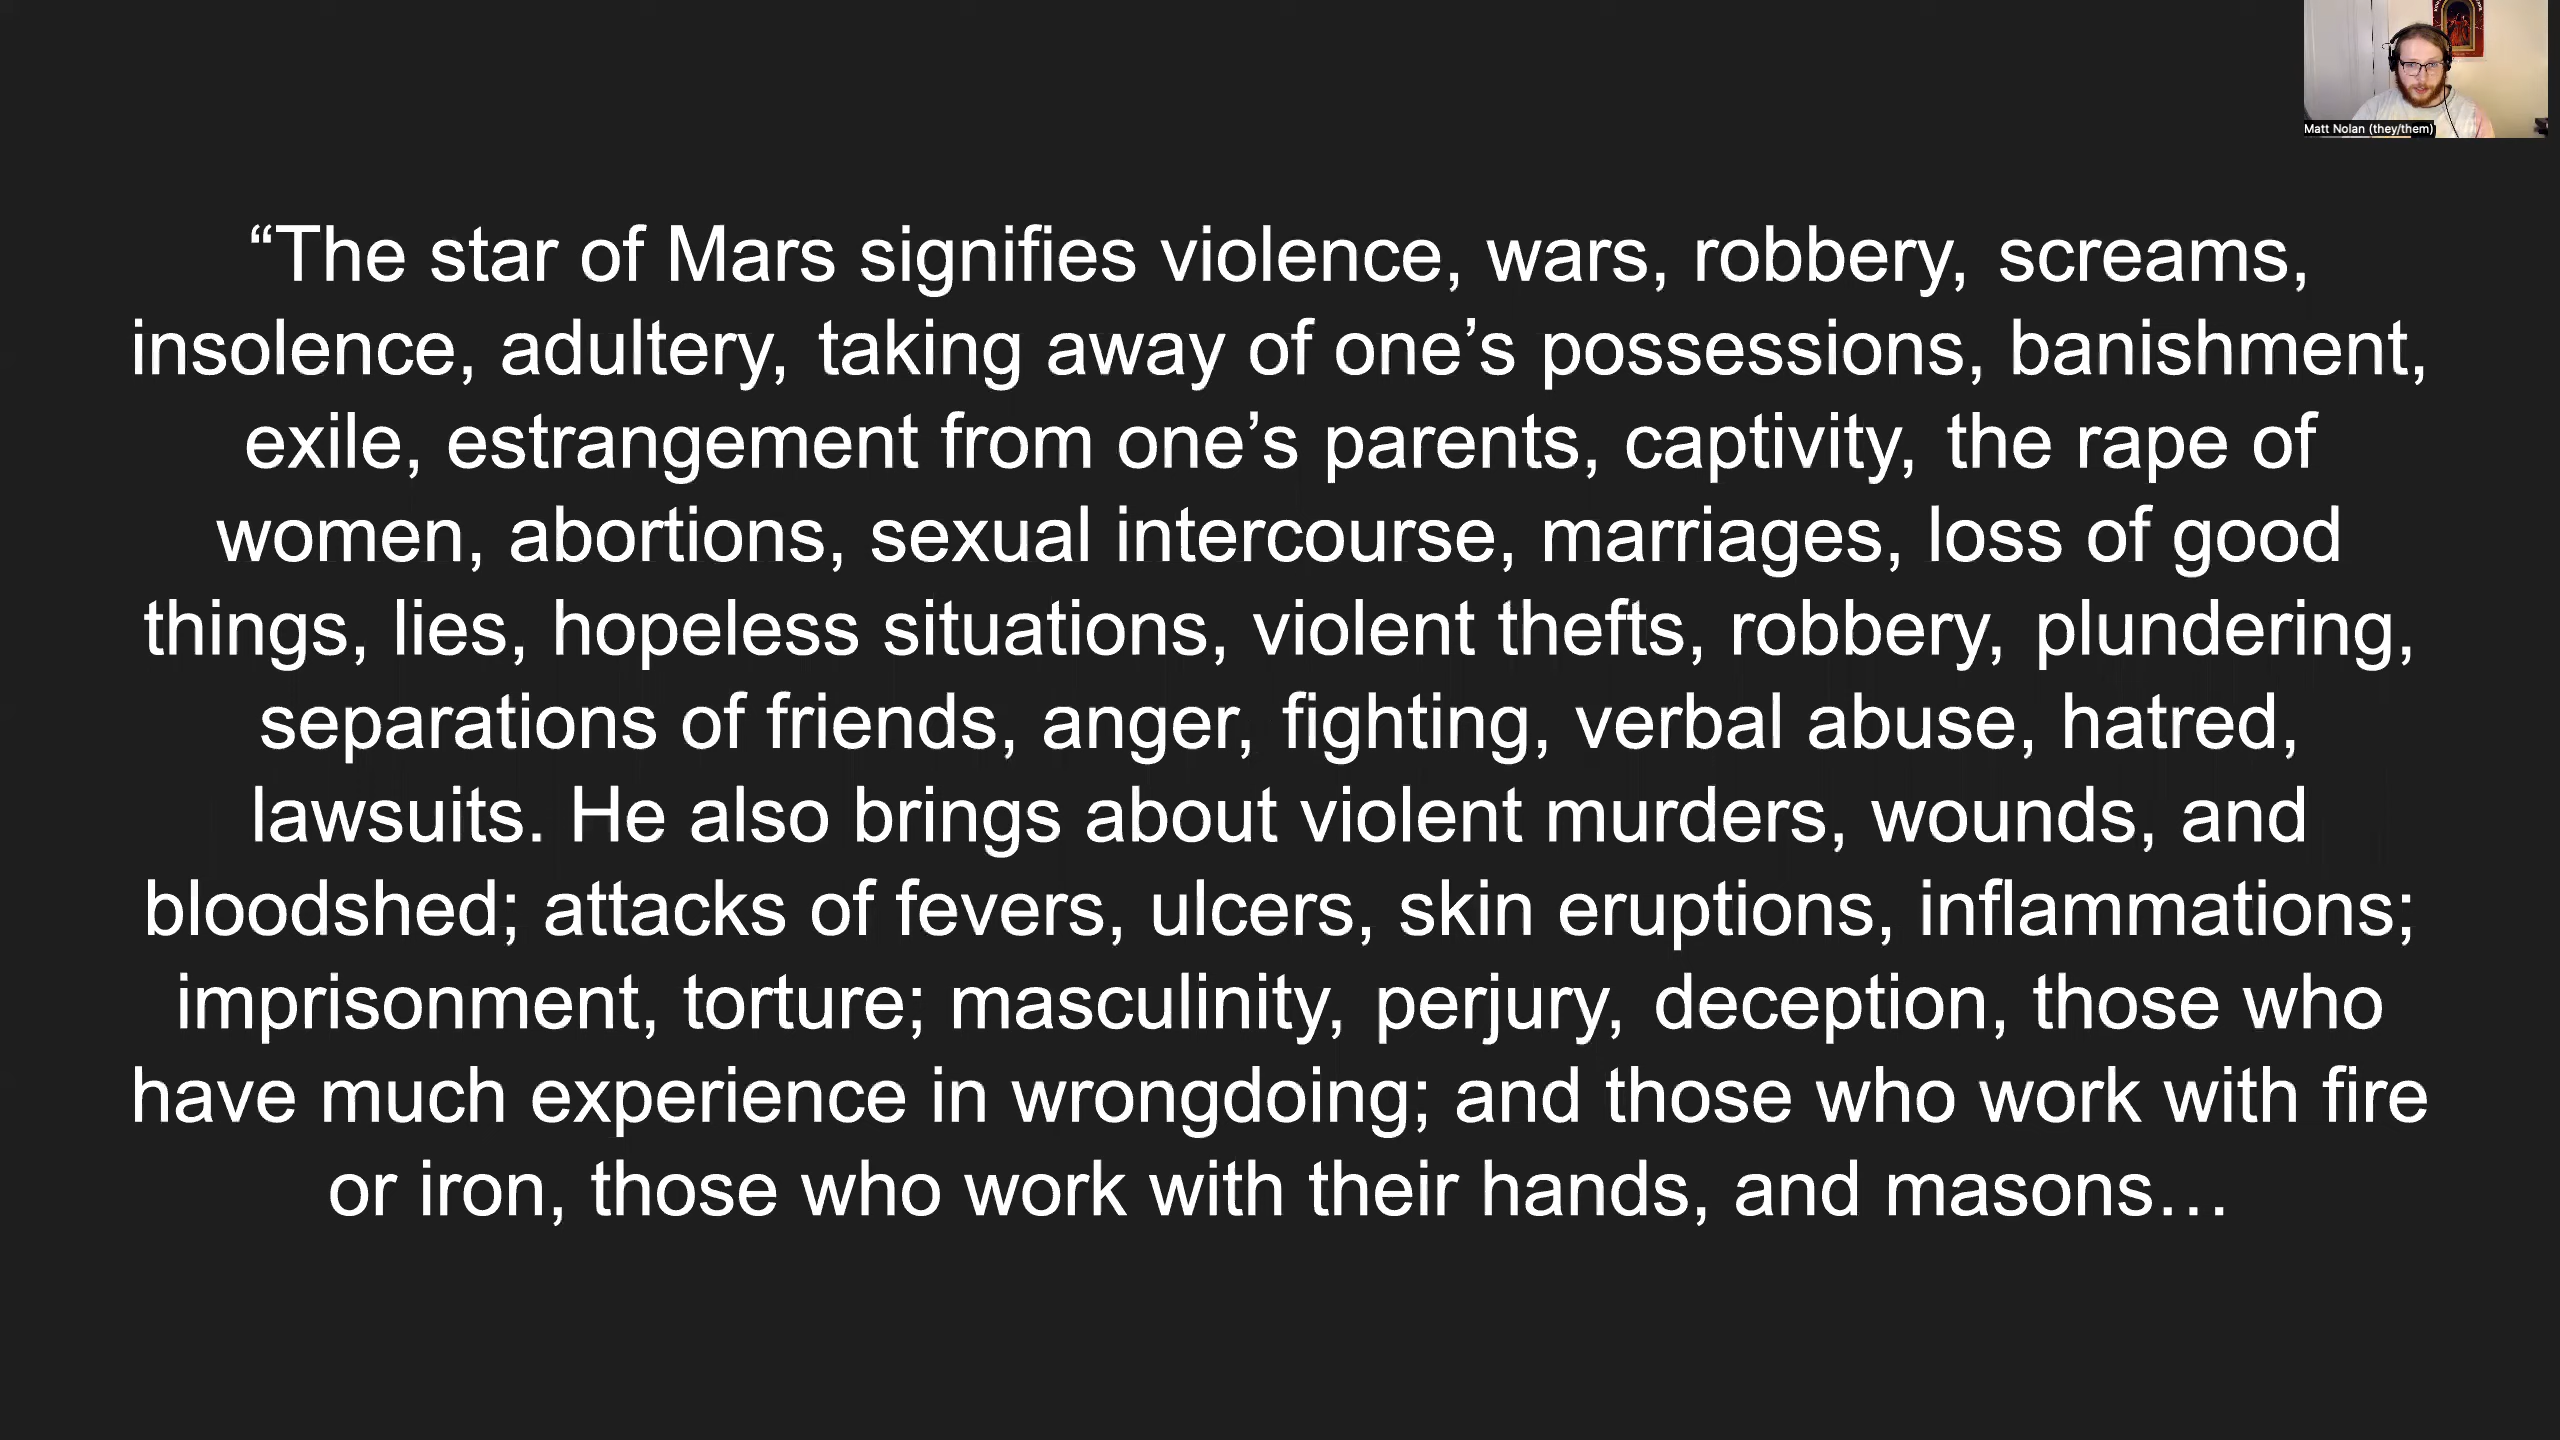 Matt Nolan (they/them)
“The star of Mars signifies violence, wars, robbery, screams,
insolence, adultery, taking away of one’s possessions, banishment,
exile, estrangement from one’s parents, captivity, the rape of
women, abortions, sexual intercourse, marriages, loss of good
things, lies, hopeless situations, violent thefts, robbery, plundering,
separations of friends, anger, fighting, verbal abuse, hatred,
lawsuits. He also brings about violent murders, wounds, and
bloodshed; attacks of fevers, ulcers, skin eruptions, inflammations;
imprisonment, torture; masculinity, perjury, deception, those who
have much experience in wrongdoing; and those who work with fire
or iron, those who work with their hands, and masons…